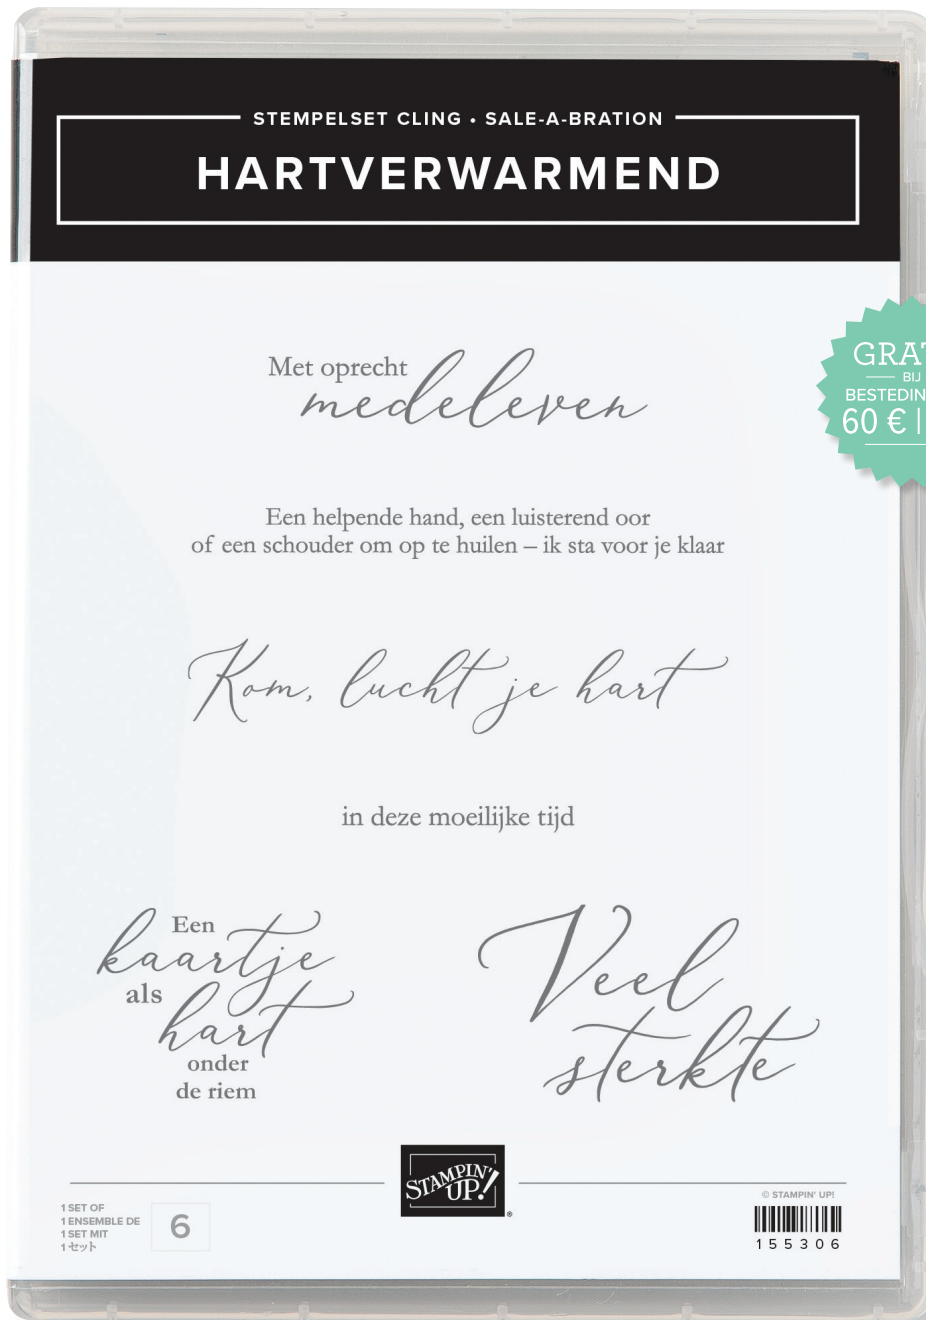 STEMPELSET CLING • SALE-A-BRATION
HARTVERWARMEND
Met oprecht
medeleven
BIJ
60 € |
Een helpende hand, een luisterend oor
of een schouder om op te huilen – ik sta voor je klaar
Kom, lucht je hart
in deze moeilijke tijd
Een
kaartje
als
hart
onder
de riem
Veel
sterkte
STAMPIN'
UP!®
1 SET OF
1 ENSEMBLE DE
1 SET MIT
1 セット
6
© STAMPIN' UP!
155306